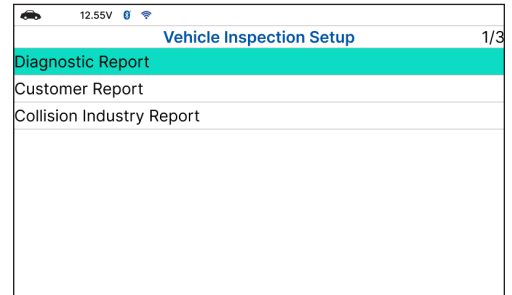 12.55V
Vehicle Inspection Setup 1/3
Diagnostic Report
Customer Report
Collision Industry Report